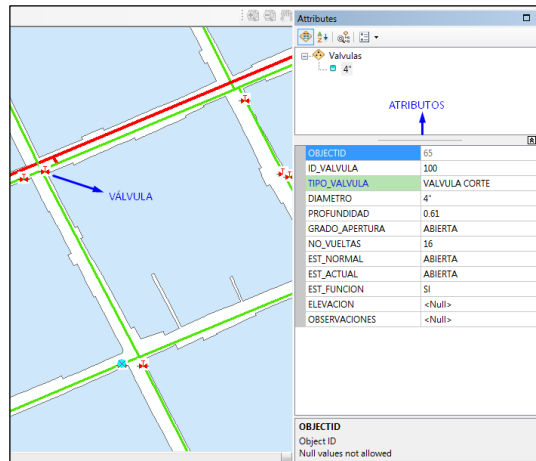 Attributes
Valvulas
4"
ATRIBUTOS
VÁLVULA
OBJECTID 65
ID_VALVULA 100
TIPO_VALVULA VALVULA CORTE
DIAMETRO 4"
PROFUNDIDAD 0.61
GRADO_APERTURA ABIERTA
NO_VUELTAS 16
EST_NORMAL ABIERTA
EST_ACTUAL ABIERTA
EST_FUNCION SI
ELEVACION <Null>
OBSERVACIONES <Null>
OBJECTID
Object ID
Null values not allowed